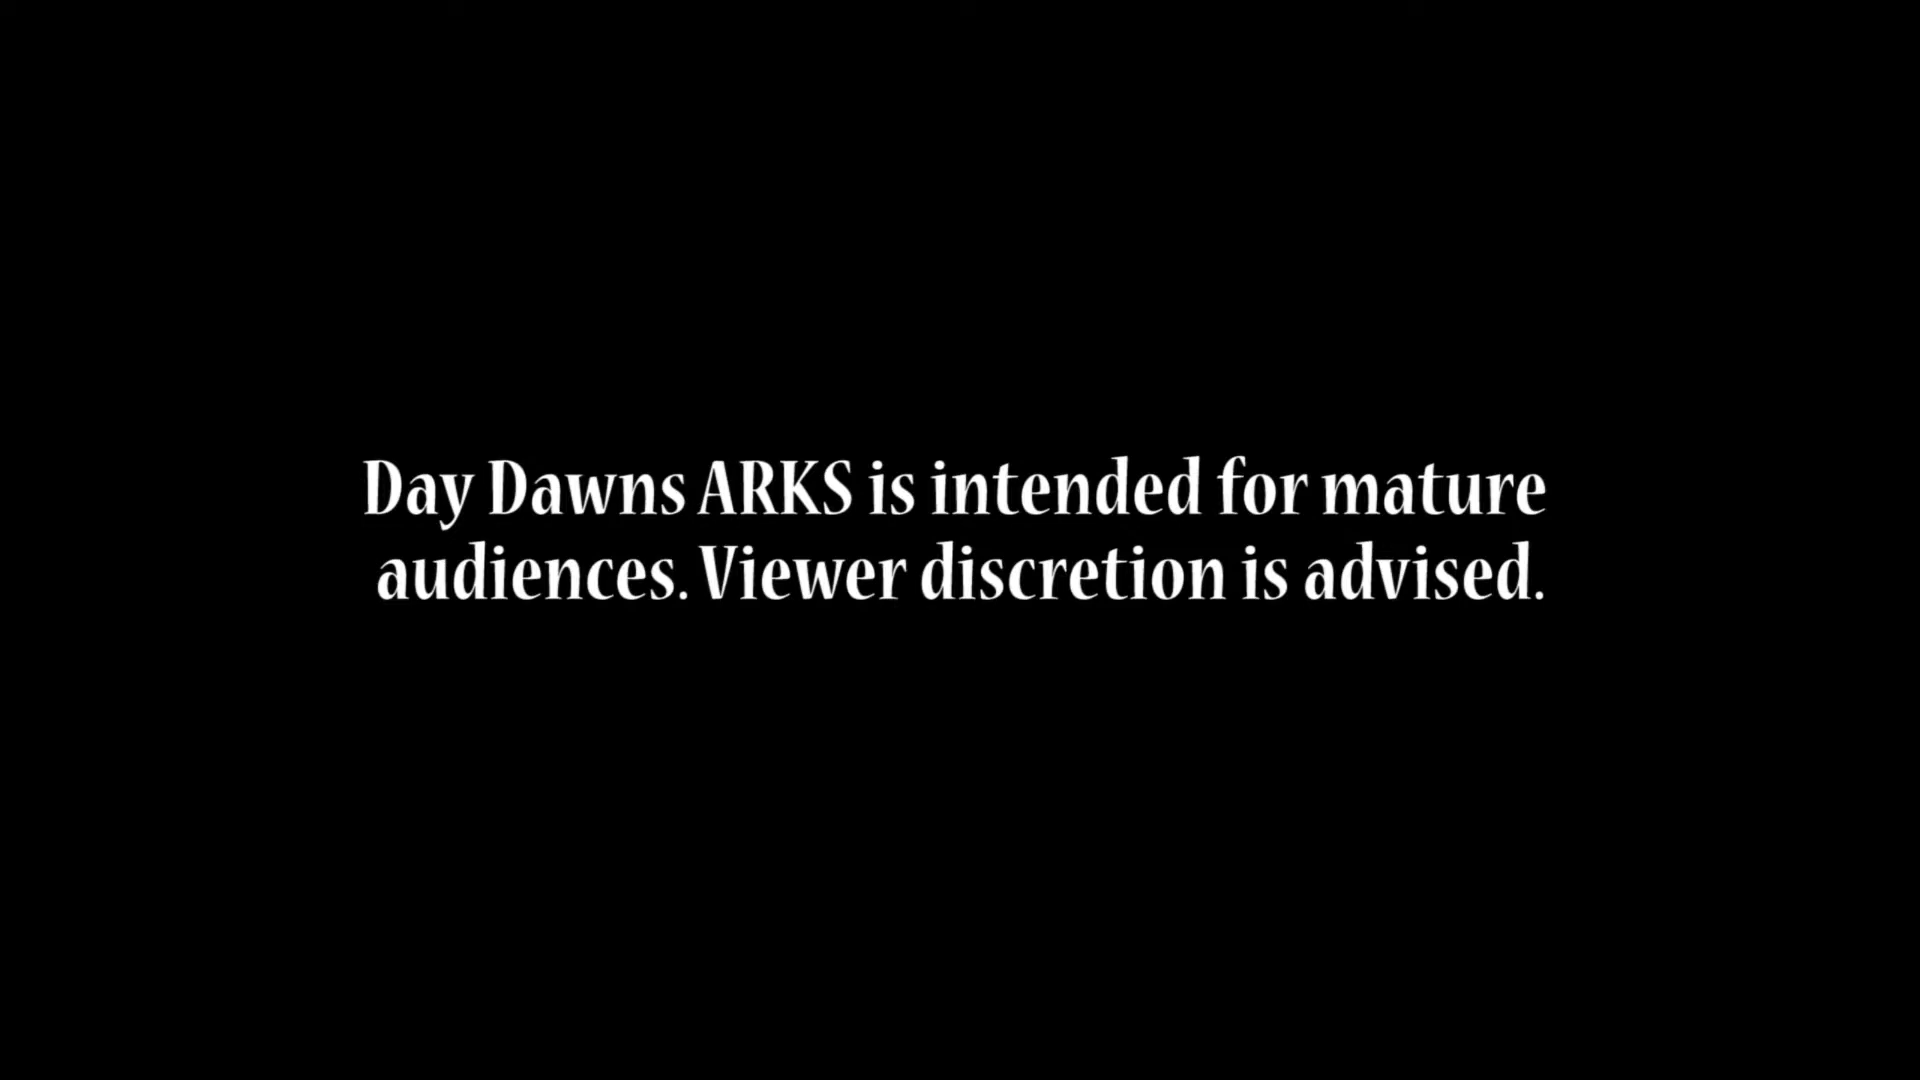 Day Dawns ARKS is intended for mature
audiences. Viewer discretion is advised.